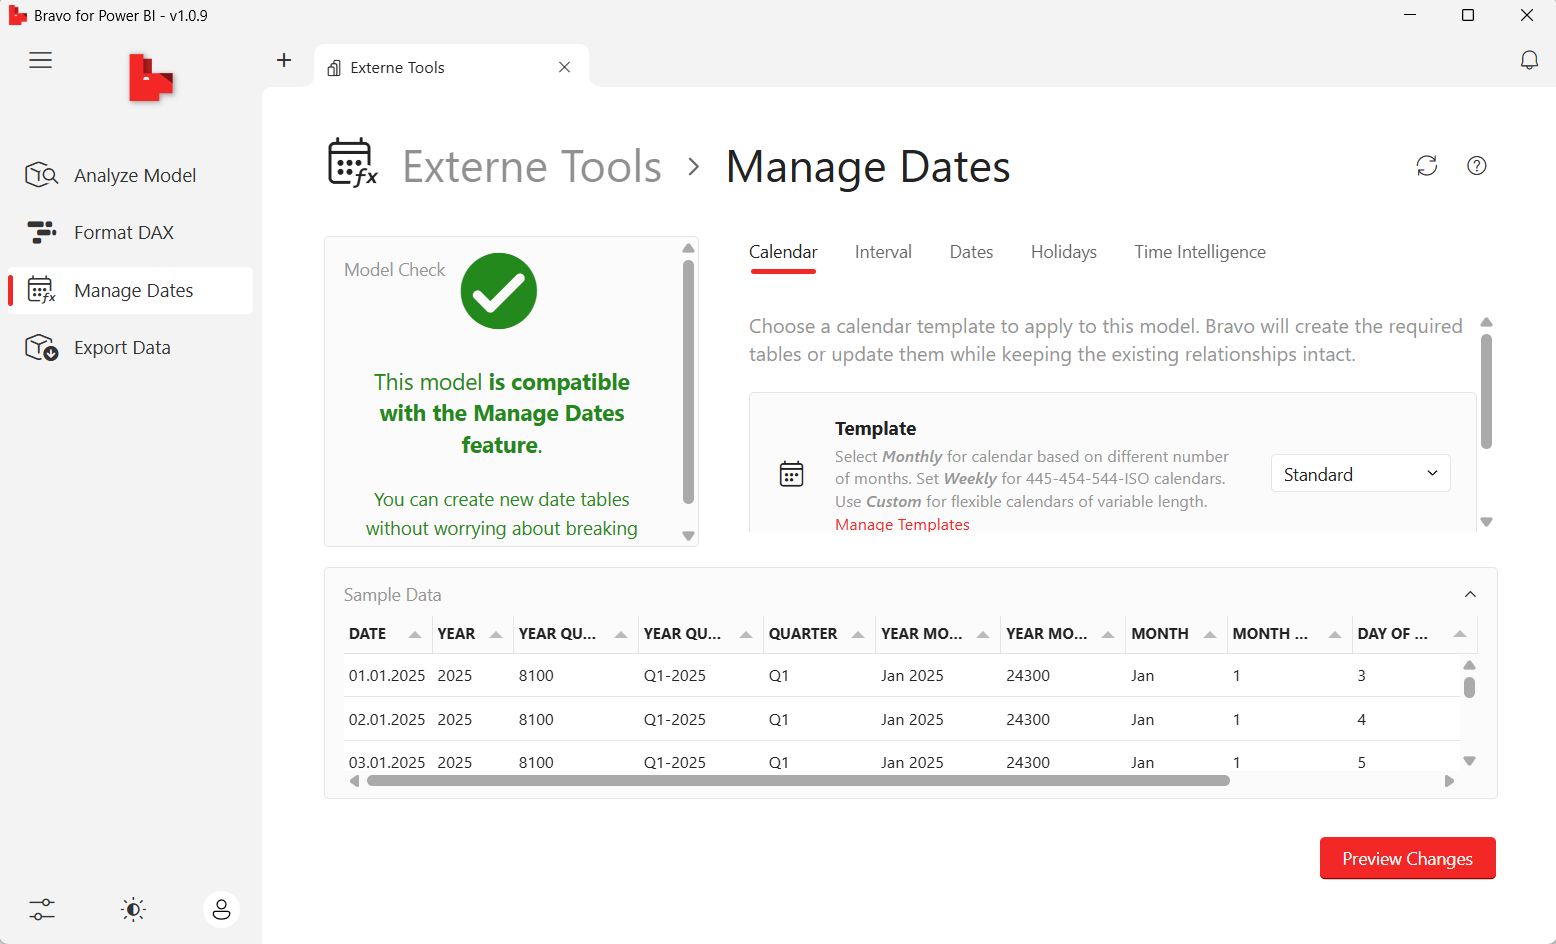 Bravo for Power BI - v1.0.9
Externe Tools
Analyze Model
Format DAX
Manage Dates
Export Data
Externe Tools > Manage Dates
Model Check
This model is compatible
with the Manage Dates
feature.
You can create new date tables
without worrying about breaking
Calendar Interval Dates Holidays Time Intelligence
Choose a calendar template to apply to this model. Bravo will create the required
tables or update them while keeping the existing relationships intact.
Template
Select Monthly for calendar based on different number
of months. Set Weekly for 445-454-544-ISO calendars.
Use Custom for flexible calendars of variable length.
Manage Templates
Standard
Sample Data
DATE YEAR YEAR QU... YEAR QU... QUARTER YEAR MO... YEAR MO... MONTH MONTH ... DAY OF ...
01.01.2025 2025 8100 Q1-2025 Q1 Jan 2025 24300 Jan 1 3
02.01.2025 2025 8100 Q1-2025 Q1 Jan 2025 24300 Jan 1 4
03.01.2025 2025 8100 Q1-2025 Q1 Jan 2025 24300 Jan 1 5
Preview Changes